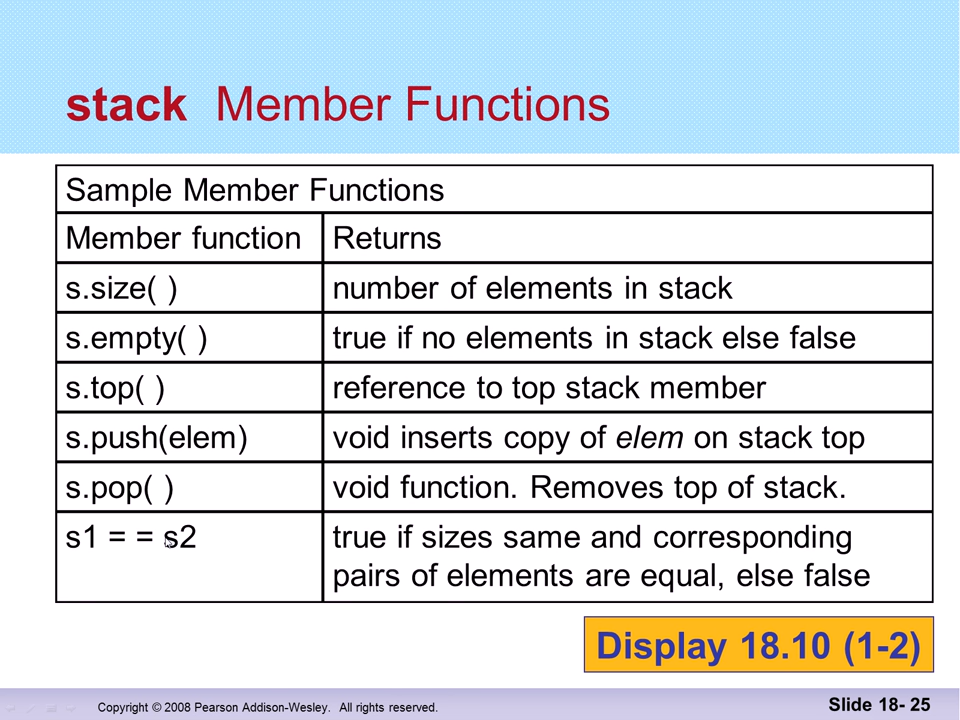 stack Member Functions
Sample Member Functions
Member function Returns
s.size( ) number of elements in stack
s.empty( ) true if no elements in stack else false
s.top( ) reference to top stack member
s.push(elem) void inserts copy of elem on stack top
s.pop( ) void function. Removes top of stack.
s1 = = s2 true if sizes same and corresponding
pairs of elements are equal, else false
Display 18.10 (1-2)
Copyright © 2008 Pearson Addison-Wesley. All rights reserved.
Slide 18- 25